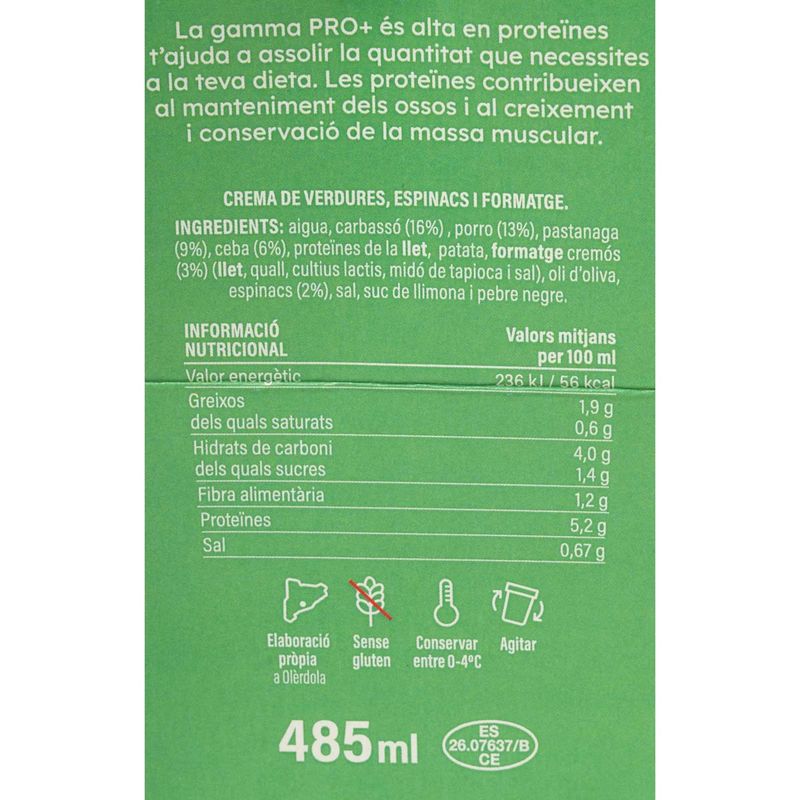 La gamma PRO+ és alta en proteïnes
t'ajuda a assolir la quantitat que necessites
a la teva dieta. Les proteïnes contribueixen
al manteniment dels ossos i al creixement
i conservació de la massa muscular.
CREMA DE VERDURES, ESPINACS I FORMATGE.
INGREDIENTS: aigua, carbassó (16%) , porro (13%), pastanaga
(9%), ceba (6%), proteïnes de la llet, patata, formatge cremós
(3%) (llet, quall, cultius lactis, midó de tapioca i sal), oli d'oliva,
espinacs (2%), sal, suc de llimona i pebre negre.
INFORMACIÓ
NUTRICIONAL
Valors mitjans
per 100 ml
Valor energètic 236 kJ / 56 kcal
Greixos 1,9 g
dels quals saturats 0,6 g
Hidrats de carboni 4,0 g
dels quals sucres 1,4 g
Fibra alimentària 1,2 g
Proteïnes 5,2 g
Sal 0,67 g
Elaboració
pròpia
a Olèrdola
Sense
gluten
Conservar
entre 0-4ºC
Agitar
485 ml
ES
26.07637/B
CE